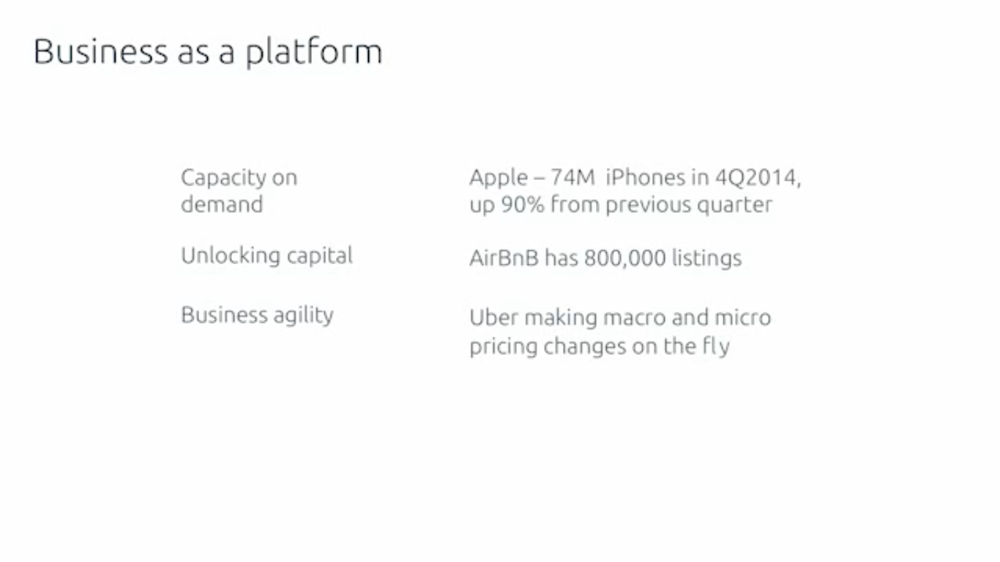 Business as a platform
Capacity on
demand
Apple – 74M iPhones in 4Q2014,
up 90% from previous quarter
Unlocking capital
AirBnB has 800,000 listings
Business agility
Uber making macro and micro
pricing changes on the fly